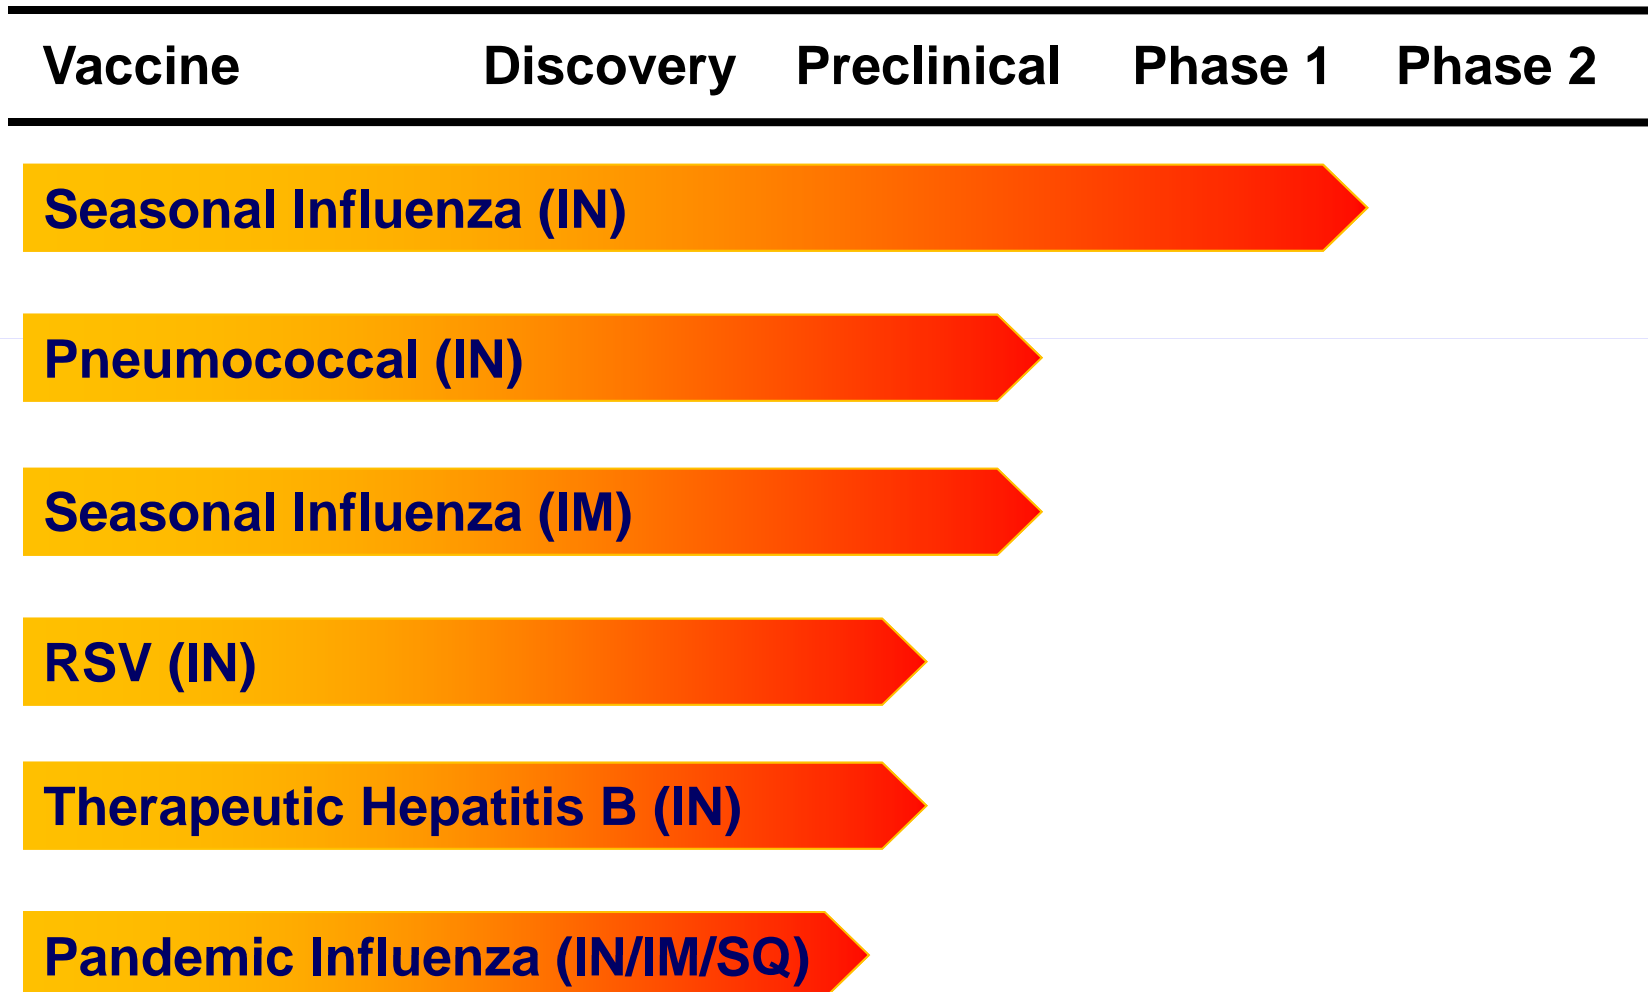 Vaccine Discovery Preclinical Phase 1 Phase 2
Seasonal Influenza (IN)
Pneumococcal (IN)
Seasonal Influenza (IM)
RSV (IN)
Therapeutic Hepatitis B (IN)
Pandemic Influenza (IN/IM/SQ)